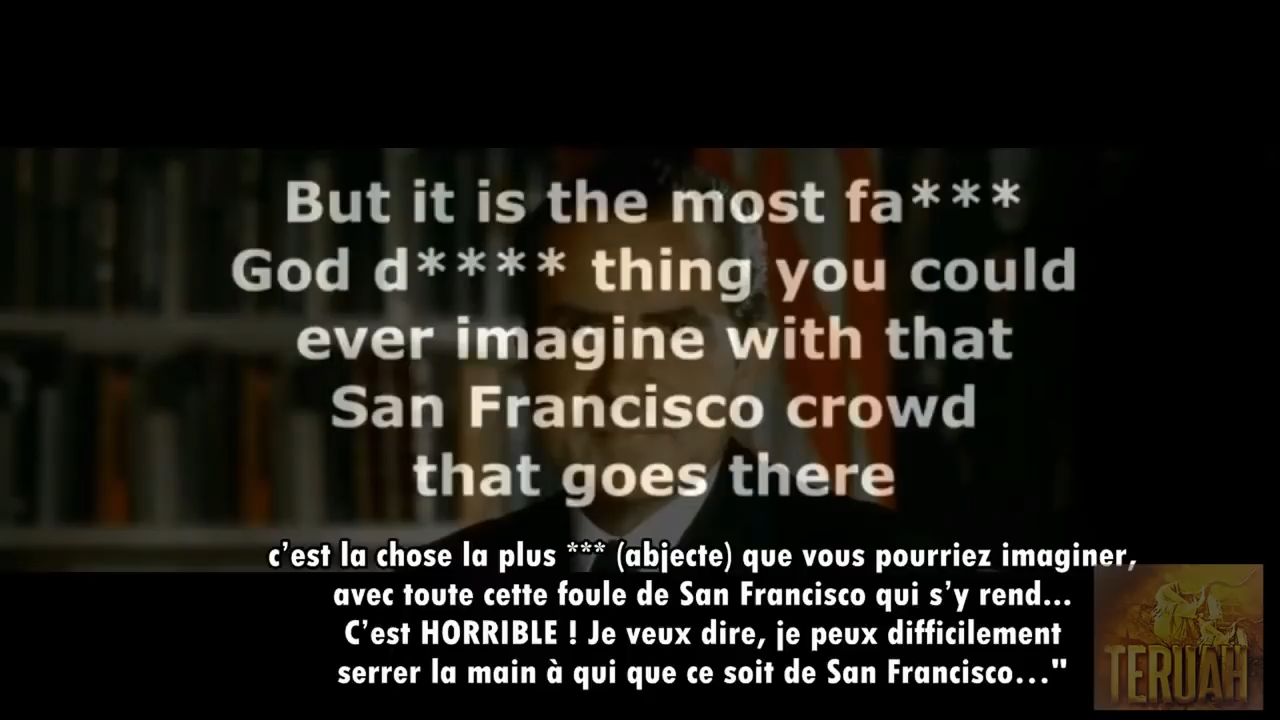 But it is the most fa***
God d**** thing you could
ever imagine with that
San Francisco crowd
that goes there
c’est la chose la plus *** (abjecte) que vous pourriez imaginer,
avec toute cette foule de San Francisco qui s’y rend...
C’est HORRIBLE ! Je veux dire, je peux difficilement
serrer la main à qui que ce soit de San Francisco..."
TERUAH